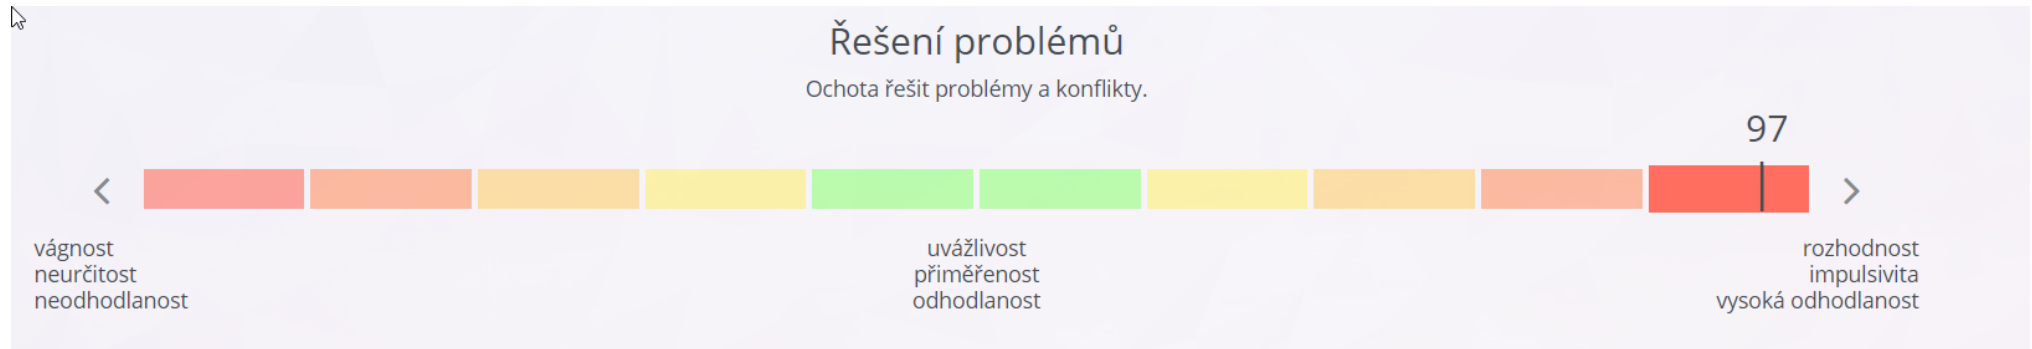 Řešení problémů
Ochota řešit problémy a konflikty.
97
vágnost
neurčitost
neodhodlanost
uvážlivost
přiměřenost
odhodlanost
rozhodnost
impulsivita
vysoká odhodlanost